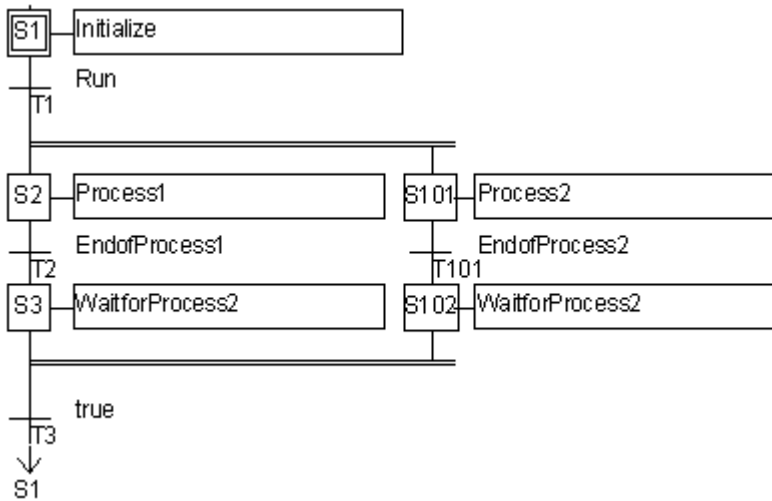 S1 Initialize
Run
T1
S2 Process1 S101 Process2
EndofProcess1 EndofProcess2
T2 T101
S3 WaitforProcess2 S102 WaitforProcess2
true
T3
S1